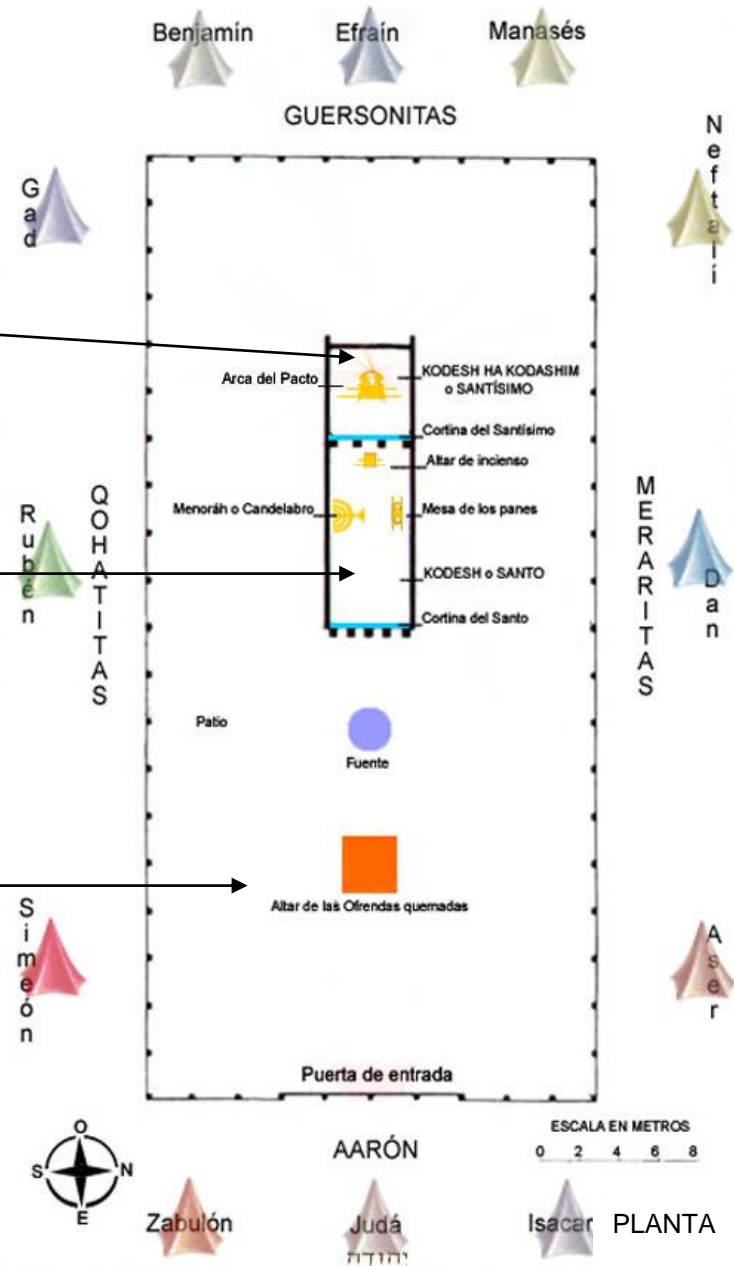 Benjamín Efraín Manasés
GUERSONITAS
Gad
Neftalí
Arca del Pacto
KODESH HA KODASHIM
o SANTÍSIMO
Cortina del Santísimo
Altar de incienso
Menoráh o Candelabro
Mesa de los panes
Rubén
QOHATITAS
MERARITAS
Dan
KODESH o SANTO
Cortina del Santo
Patio
Fuente
Altar de las Ofrendas quemadas
Simeón
Aser
Puerta de entrada
O
S N
E
AARÓN
ESCALA EN METROS
0 2 4 6 8
Zabulón Judá Isacar PLANTA
יהודה